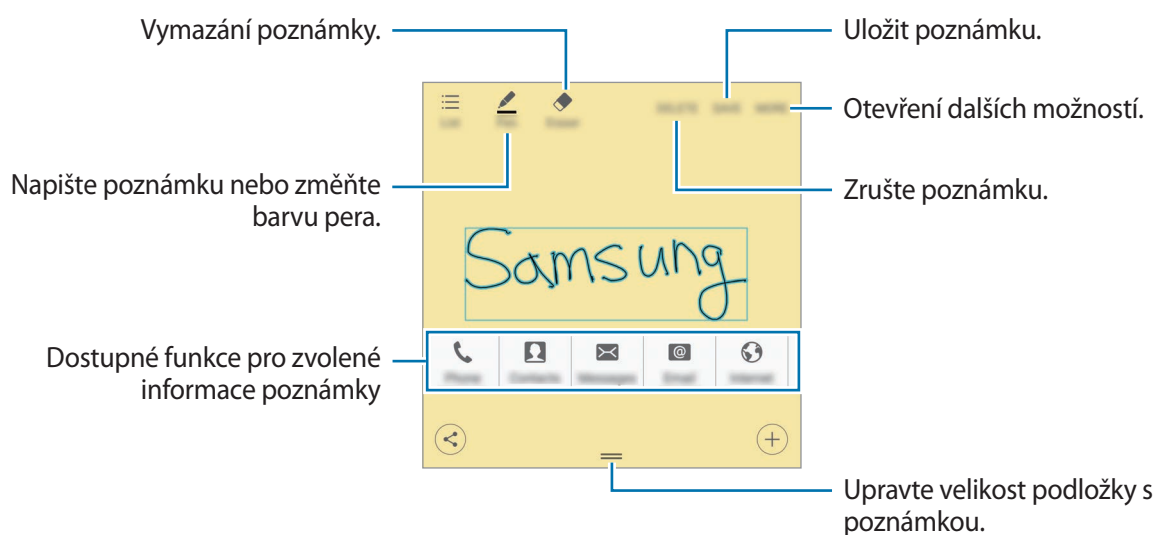 Vymazání poznámky.
Uložit poznámku.
Otevření dalších možností.
Napište poznámku nebo změňte
barvu pera.
Zrušte poznámku.
Samsung
Dostupné funkce pro zvolené
informace poznámky
Upravte velikost podložky s
poznámkou.